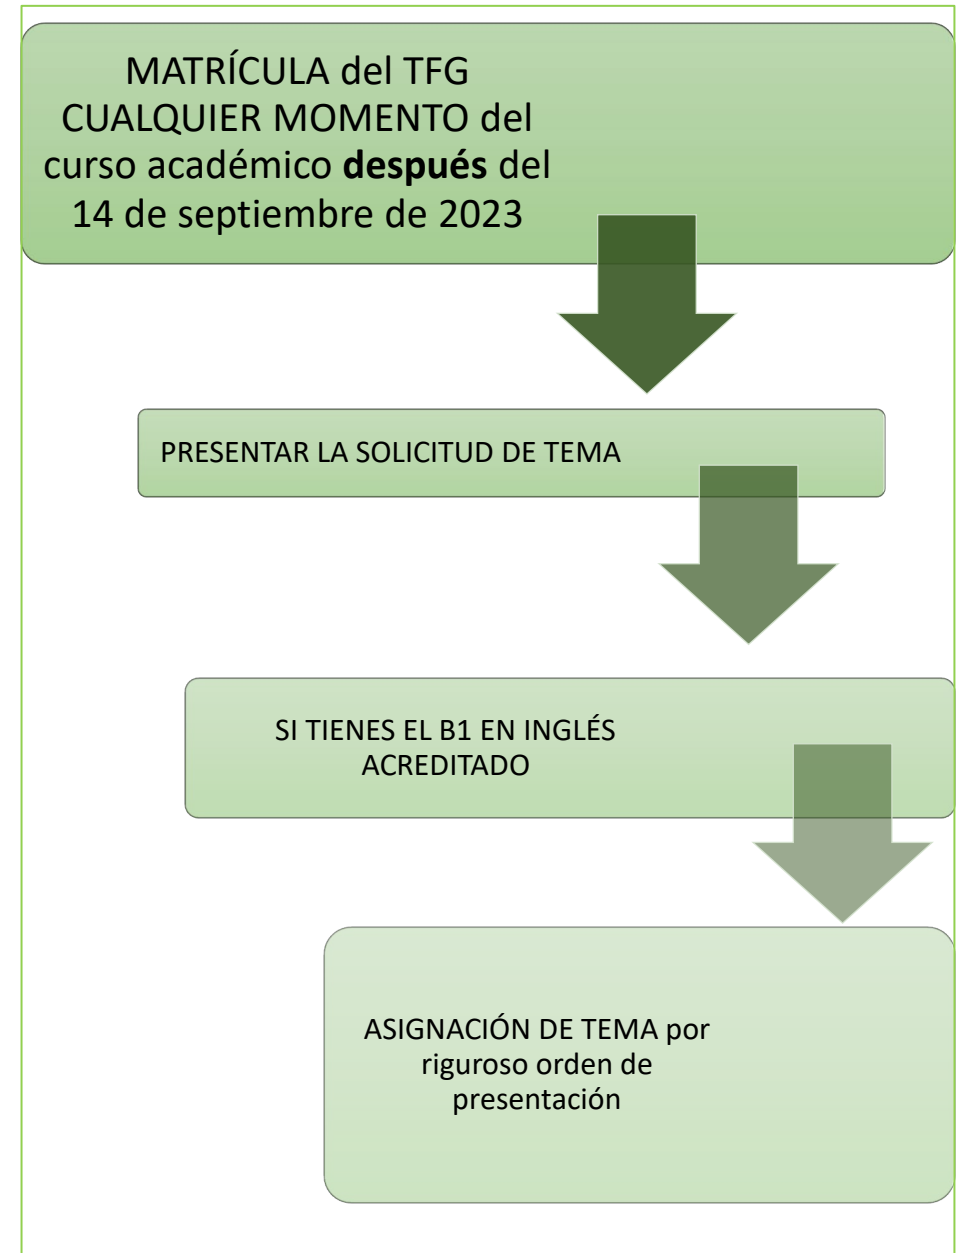 MATRÍCULA del TFG
CUALQUIER MOMENTO del
curso académico después del
14 de septiembre de 2023
PRESENTAR LA SOLICITUD DE TEMA
SI TIENES EL B1 EN INGLÉS
ACREDITADO
ASIGNACIÓN DE TEMA por
riguroso orden de
presentación